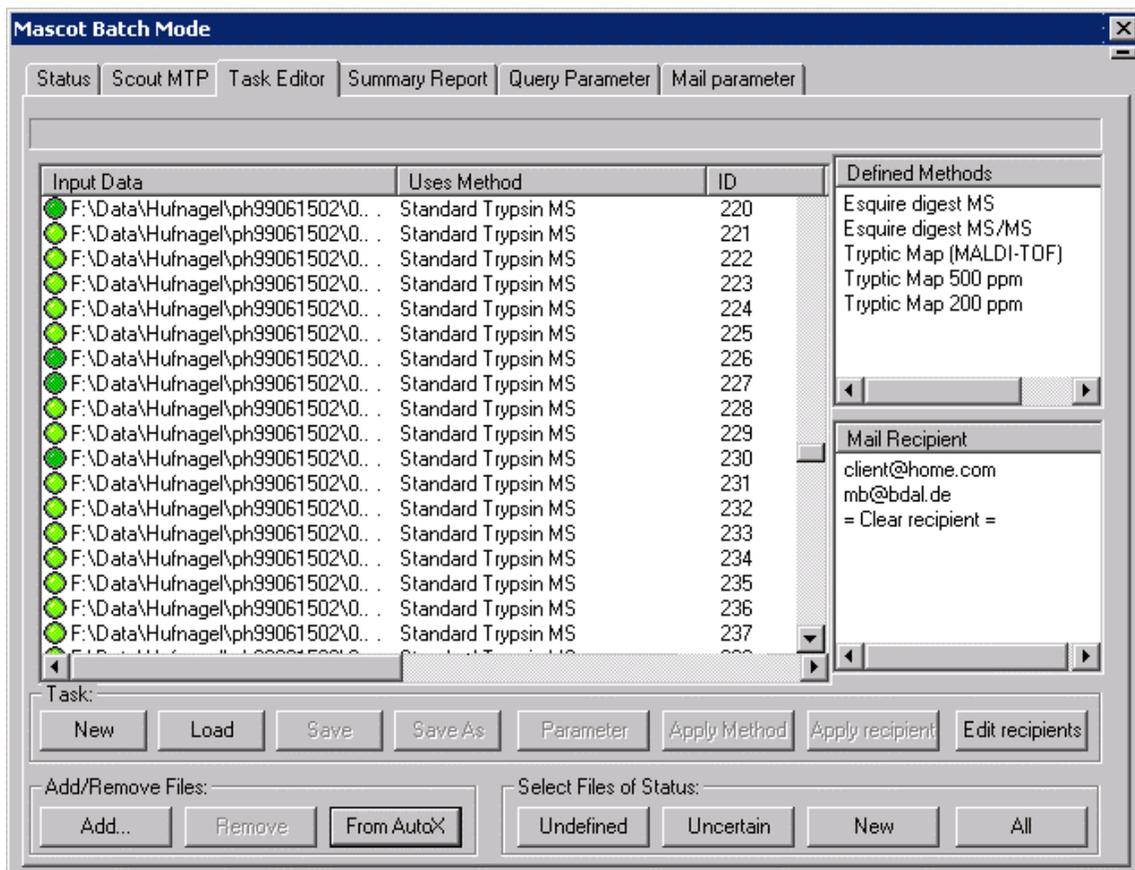 Mascot Batch Mode
Status Scout MTP Task Editor Summary Report Query Parameter Mail parameter
Input Data Uses Method ID
F:\Data\Hufnagel\ph99061502\0.. . Standard Trypsin MS 220
F:\Data\Hufnagel\ph99061502\0.. . Standard Trypsin MS 221
F:\Data\Hufnagel\ph99061502\0.. . Standard Trypsin MS 222
F:\Data\Hufnagel\ph99061502\0.. . Standard Trypsin MS 223
F:\Data\Hufnagel\ph99061502\0.. . Standard Trypsin MS 224
F:\Data\Hufnagel\ph99061502\0.. . Standard Trypsin MS 225
F:\Data\Hufnagel\ph99061502\0.. . Standard Trypsin MS 226
F:\Data\Hufnagel\ph99061502\0.. . Standard Trypsin MS 227
F:\Data\Hufnagel\ph99061502\0.. . Standard Trypsin MS 228
F:\Data\Hufnagel\ph99061502\0.. . Standard Trypsin MS 229
F:\Data\Hufnagel\ph99061502\0.. . Standard Trypsin MS 230
F:\Data\Hufnagel\ph99061502\0.. . Standard Trypsin MS 231
F:\Data\Hufnagel\ph99061502\0.. . Standard Trypsin MS 232
F:\Data\Hufnagel\ph99061502\0.. . Standard Trypsin MS 233
F:\Data\Hufnagel\ph99061502\0.. . Standard Trypsin MS 234
F:\Data\Hufnagel\ph99061502\0.. . Standard Trypsin MS 235
F:\Data\Hufnagel\ph99061502\0.. . Standard Trypsin MS 236
F:\Data\Hufnagel\ph99061502\0.. . Standard Trypsin MS 237
Defined Methods
Esquire digest MS
Esquire digest MS/MS
Tryptic Map (MALDI-TOF)
Tryptic Map 500 ppm
Tryptic Map 200 ppm
Mail Recipient
client@home.com
mb@bdal.de
= Clear recipient =
Task:
New Load Save Save As Parameter Apply Method Apply recipient Edit recipients
Add/Remove Files:
Add... Remove From AutoX
Select Files of Status:
Undefined Uncertain New All